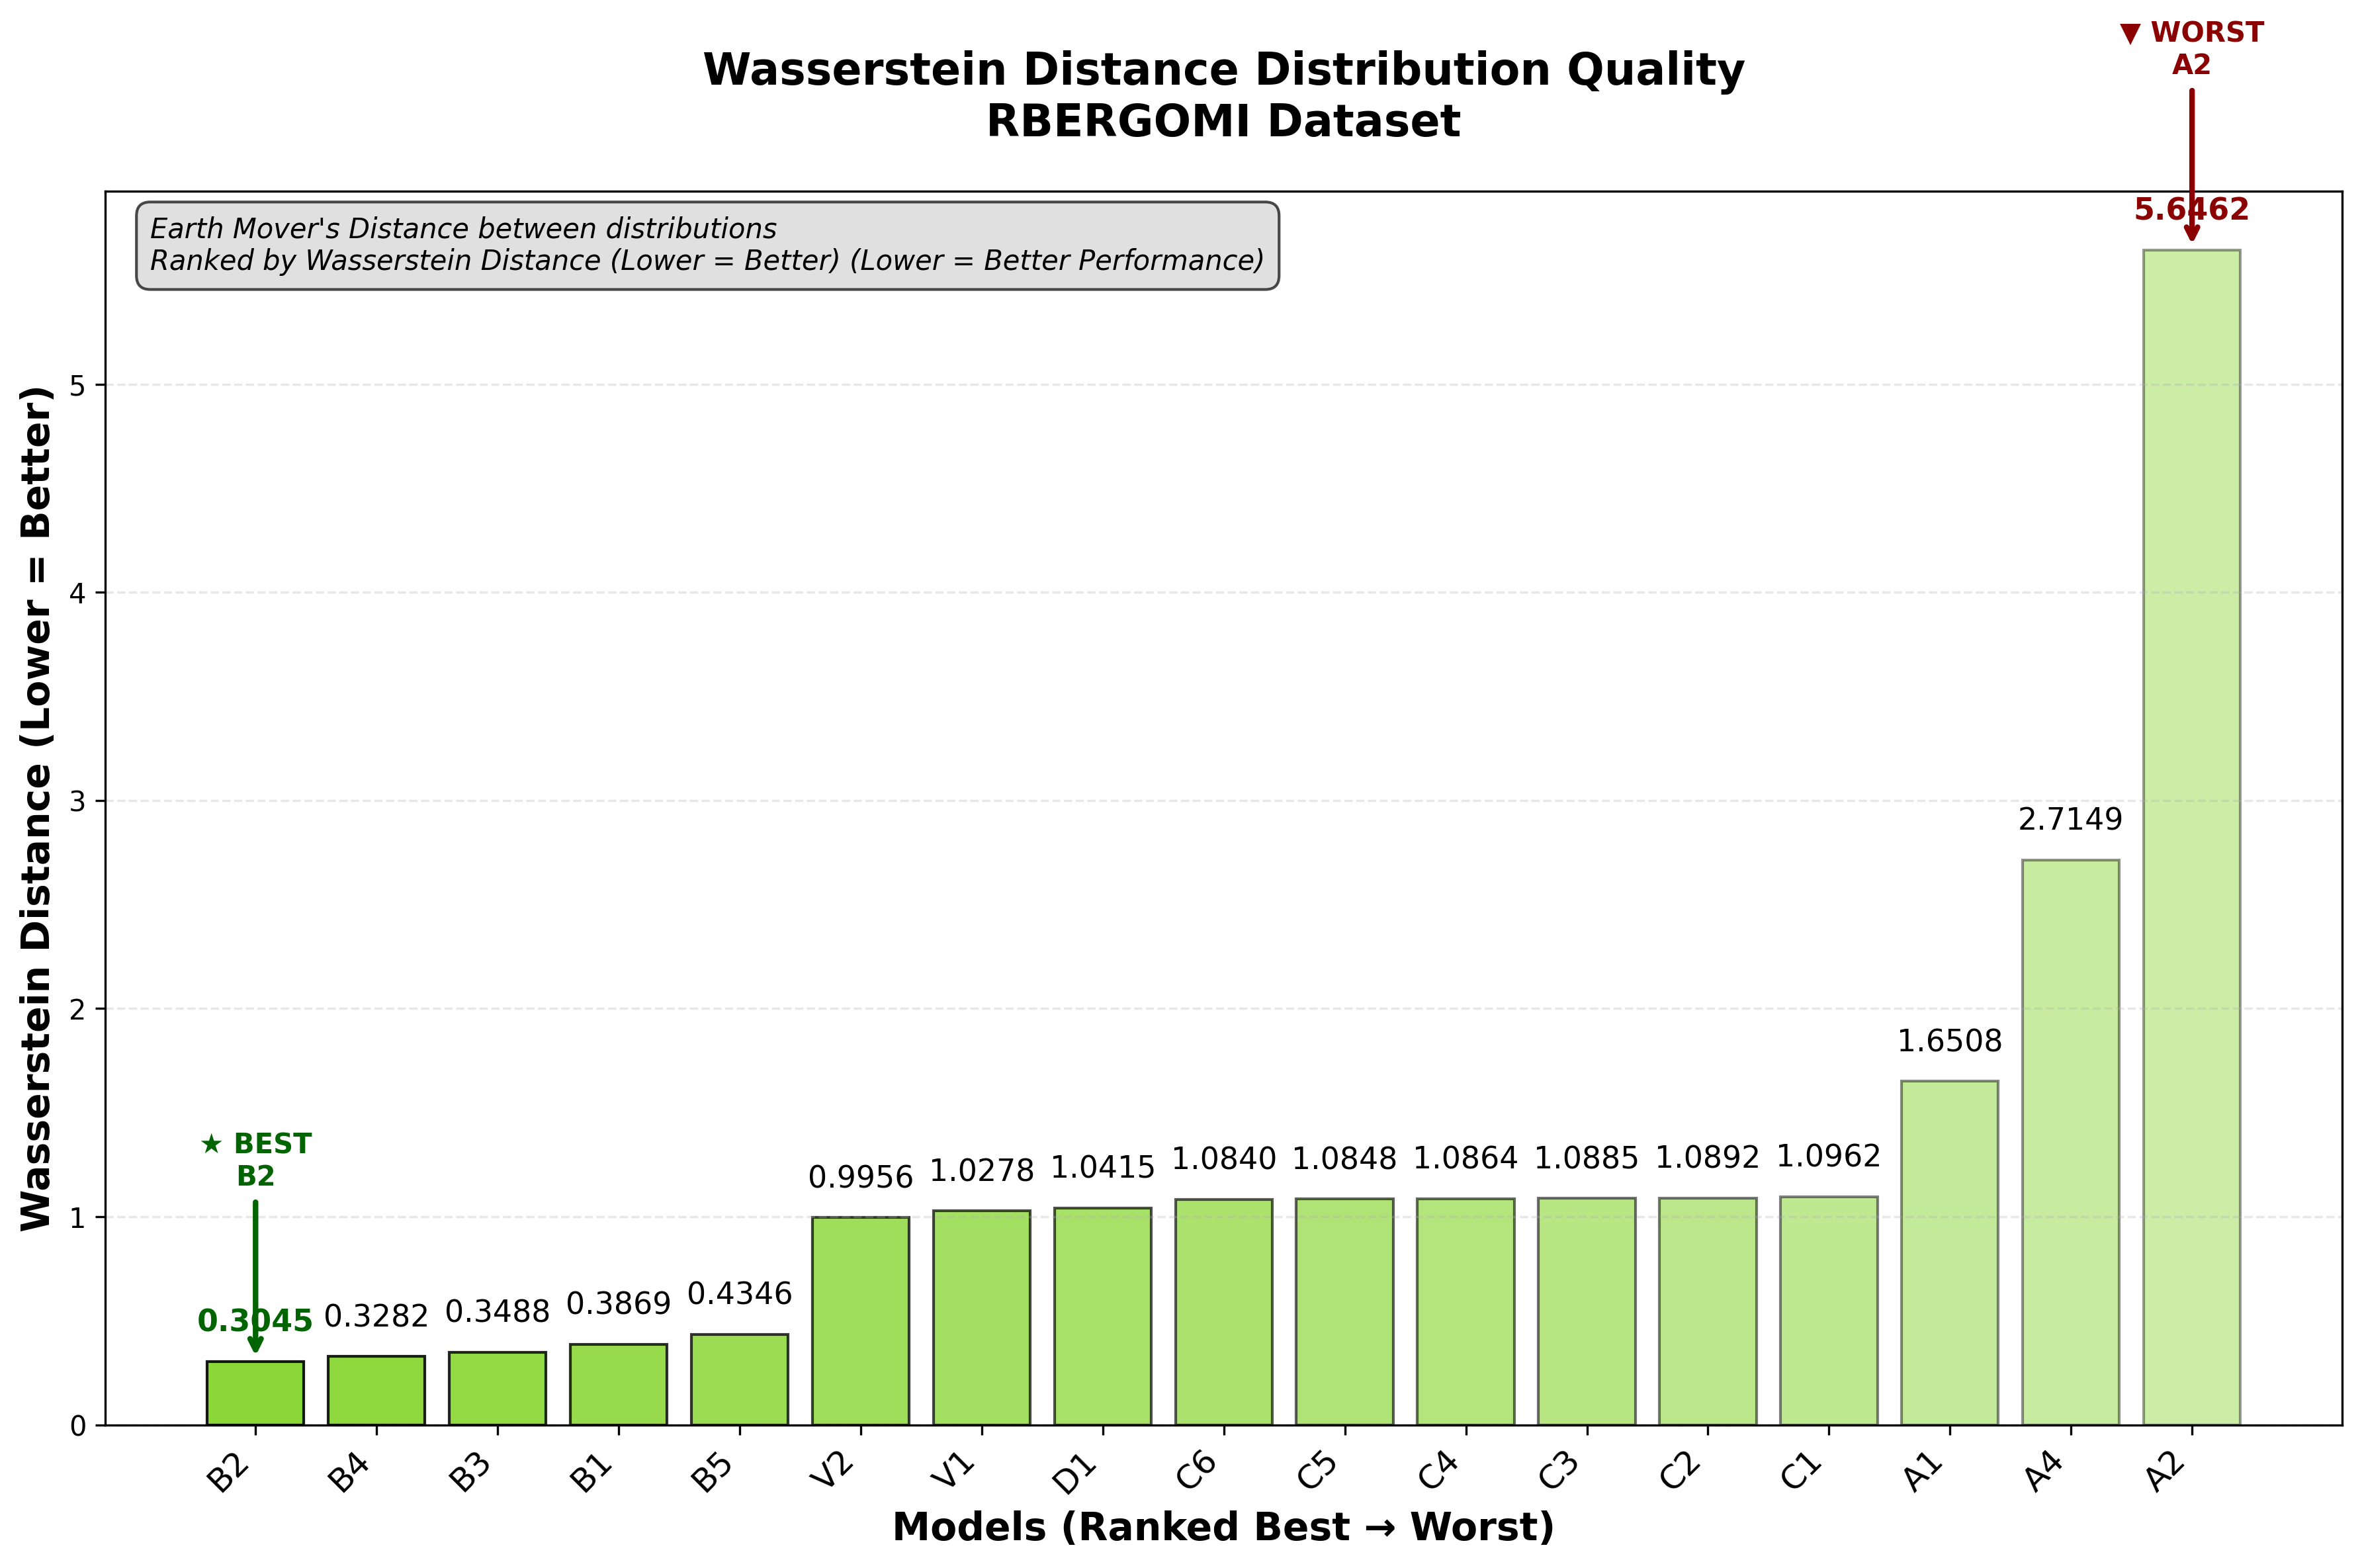 ▼ WORST
A2
Wasserstein Distance Distribution Quality
RBERGOMI Dataset
Earth Mover's Distance between distributions
Ranked by Wasserstein Distance (Lower = Better) (Lower = Better Performance)
Wasserstein Distance (Lower = Better)
5
4
3
2
1
0
★ BEST
B2
0.3045
0.3282
0.3488
0.3869
0.4346
0.9956
1.0278
1.0415
1.0840
1.0848
1.0864
1.0885
1.0892
1.0962
1.6508
2.7149
5.6462
B2
B4
B3
B1
B5
V2
V1
D1
C6
C5
C4
C3
C2
C1
A1
A4
A2
Models (Ranked Best → Worst)